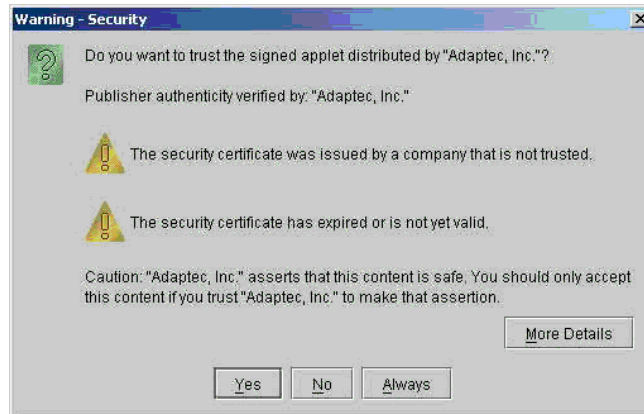 Warning - Security
Do you want to trust the signed applet distributed by "Adaptec, Inc."?
Publisher authenticity verified by: "Adaptec, Inc."
The security certificate was issued by a company that is not trusted.
The security certificate has expired or is not yet valid.
Caution: "Adaptec, Inc." asserts that this content is safe. You should only accept
this content if you trust "Adaptec, Inc." to make that assertion.
More Details
Yes No Always